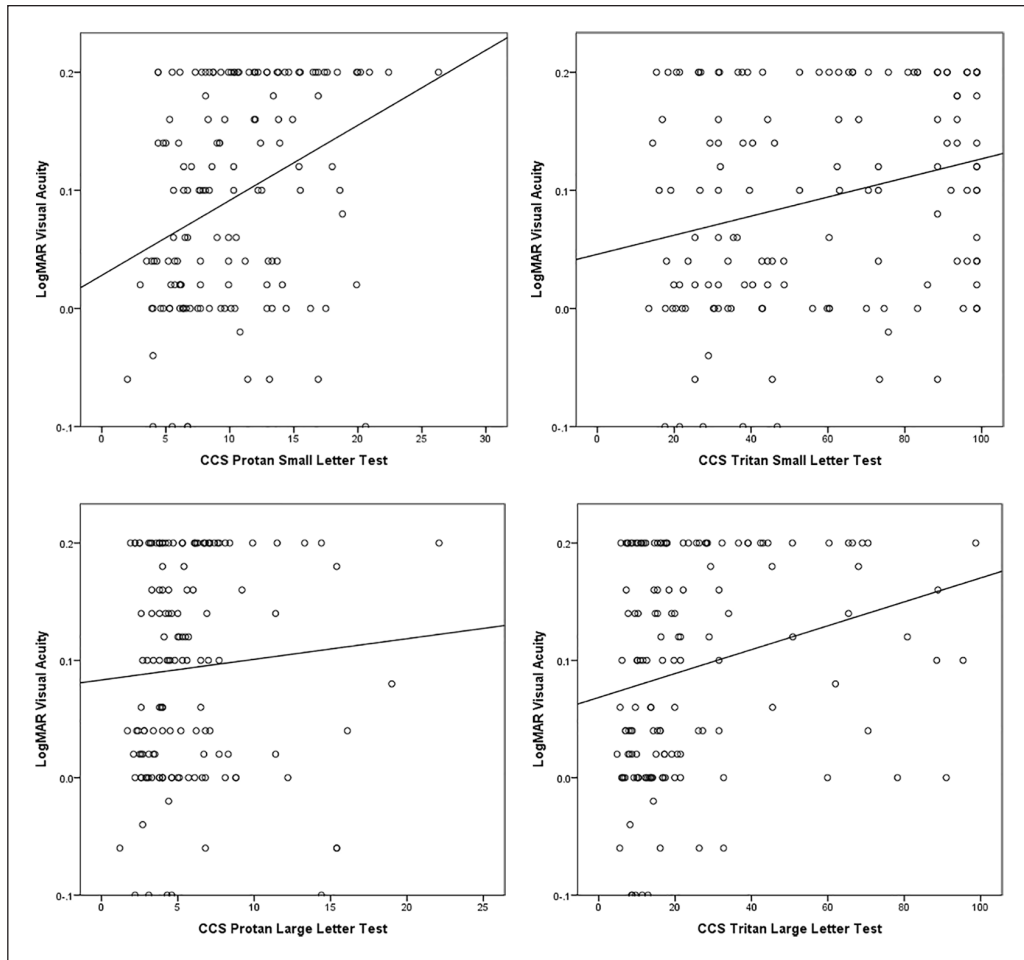 0.2
0.1
0.0
0-.1
LogMAR Visual Acuity
0 5 10 15 20 25 30
CCS Protan Small Letter Test
0.2
0.1
0.0
0-.1
LogMAR Visual Acuity
0 20 40 60 80 100
CCS Tritan Small Letter Test
0.2
0.1
0.0
0-.1
LogMAR Visual Acuity
0 5 10 15 20 25
CCS Protan Large Letter Test
0.2
0.1
0.0
0-.1
LogMAR Visual Acuity
0 20 40 60 80 100
CCS Tritan Large Letter Test